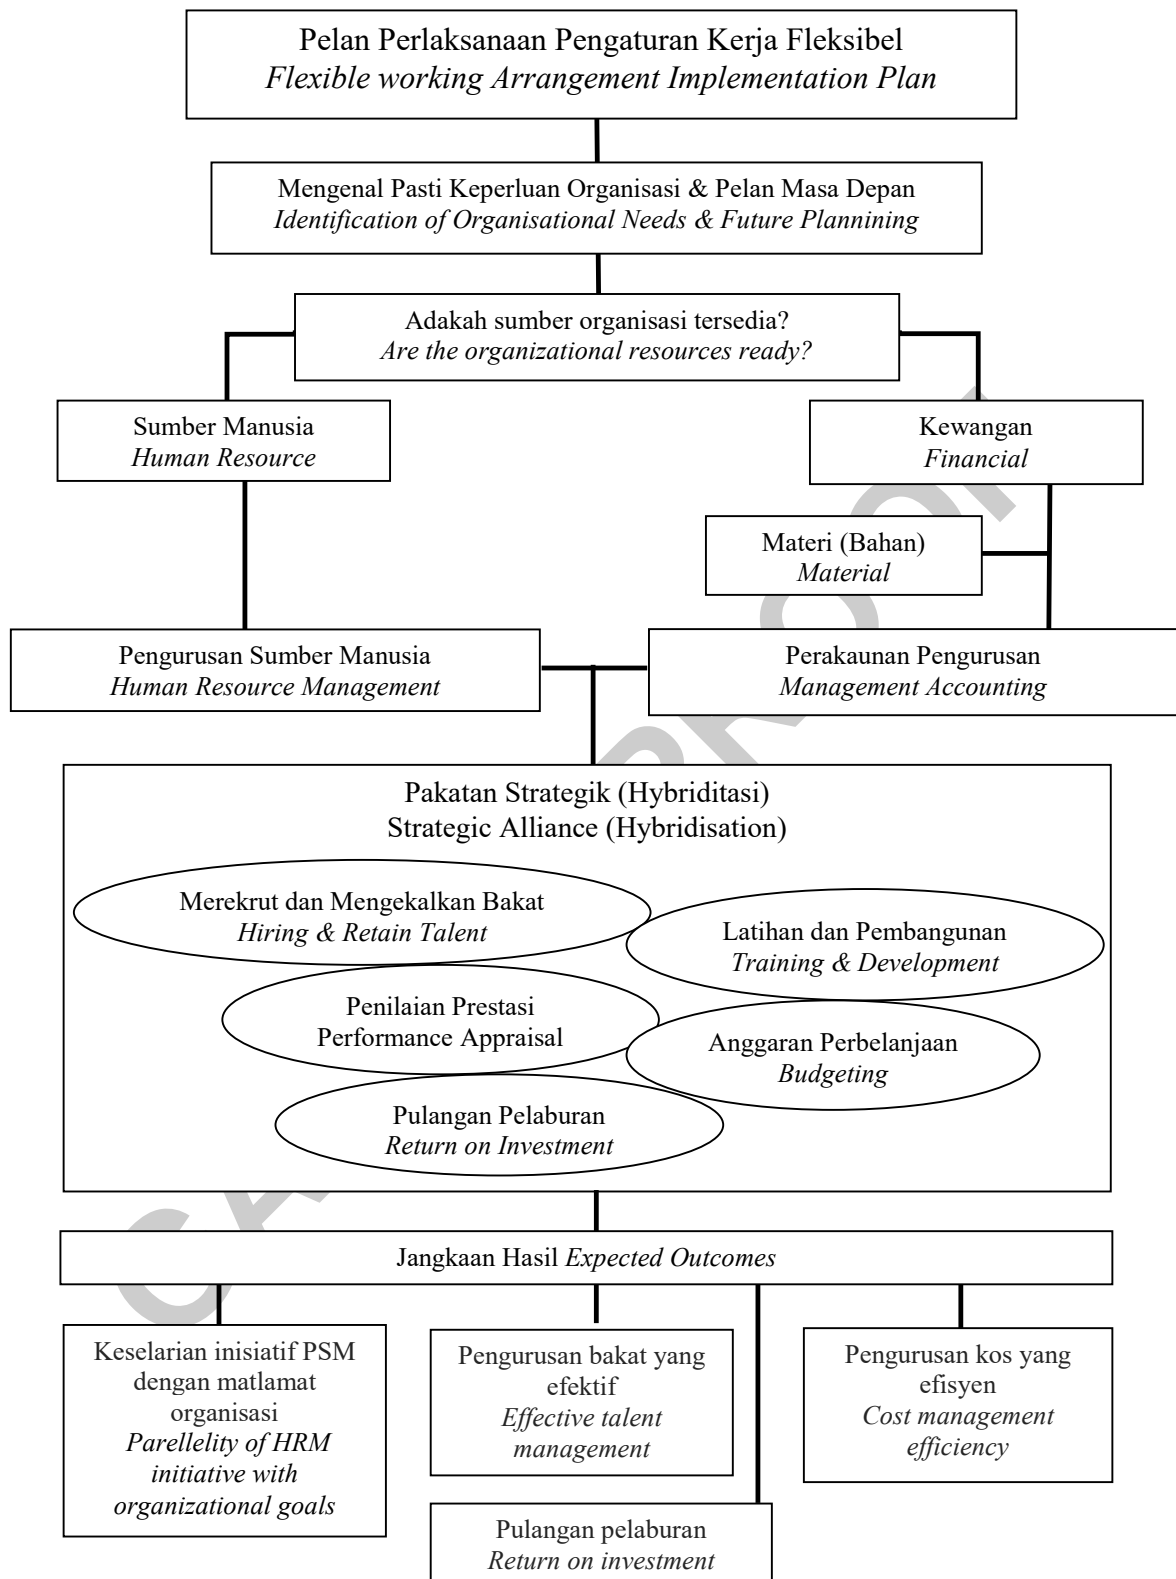 Pelan Perlaksanaan Pengaturan Kerja Fleksibel
Flexible working Arrangement Implementation Plan
Mengenal Pasti Keperluan Organisasi & Pelan Masa Depan
Identification of Organisational Needs & Future Plannining
Adakah sumber organisasi tersedia?
Are the organizational resources ready?
Sumber Manusia
Human Resource
Kewangan
Financial
Materi (Bahan)
Material
Pengurusan Sumber Manusia
Human Resource Management
Perakaunan Pengurusan
Management Accounting
Pakatan Strategik (Hybriditasi)
Strategic Alliance (Hybridisation)
Merekrut dan Mengekalkan Bakat
Hiring & Retain Talent
Latihan dan Pembangunan
Training & Development
Penilaian Prestasi
Performance Appraisal
Anggaran Perbelanjaan
Budgeting
Pulangan Pelaburan
Return on Investment
Jangkaan Hasil Expected Outcomes
Keselarian inisiatif PSM
dengan matlamat
organisasi
Parellelity of HRM
initiative with
organizational goals
Pengurusan bakat yang
efektif
Effective talent
management
Pengurusan kos yang
efisyen
Cost management
efficiency
Pulangan pelaburan
Return on investment